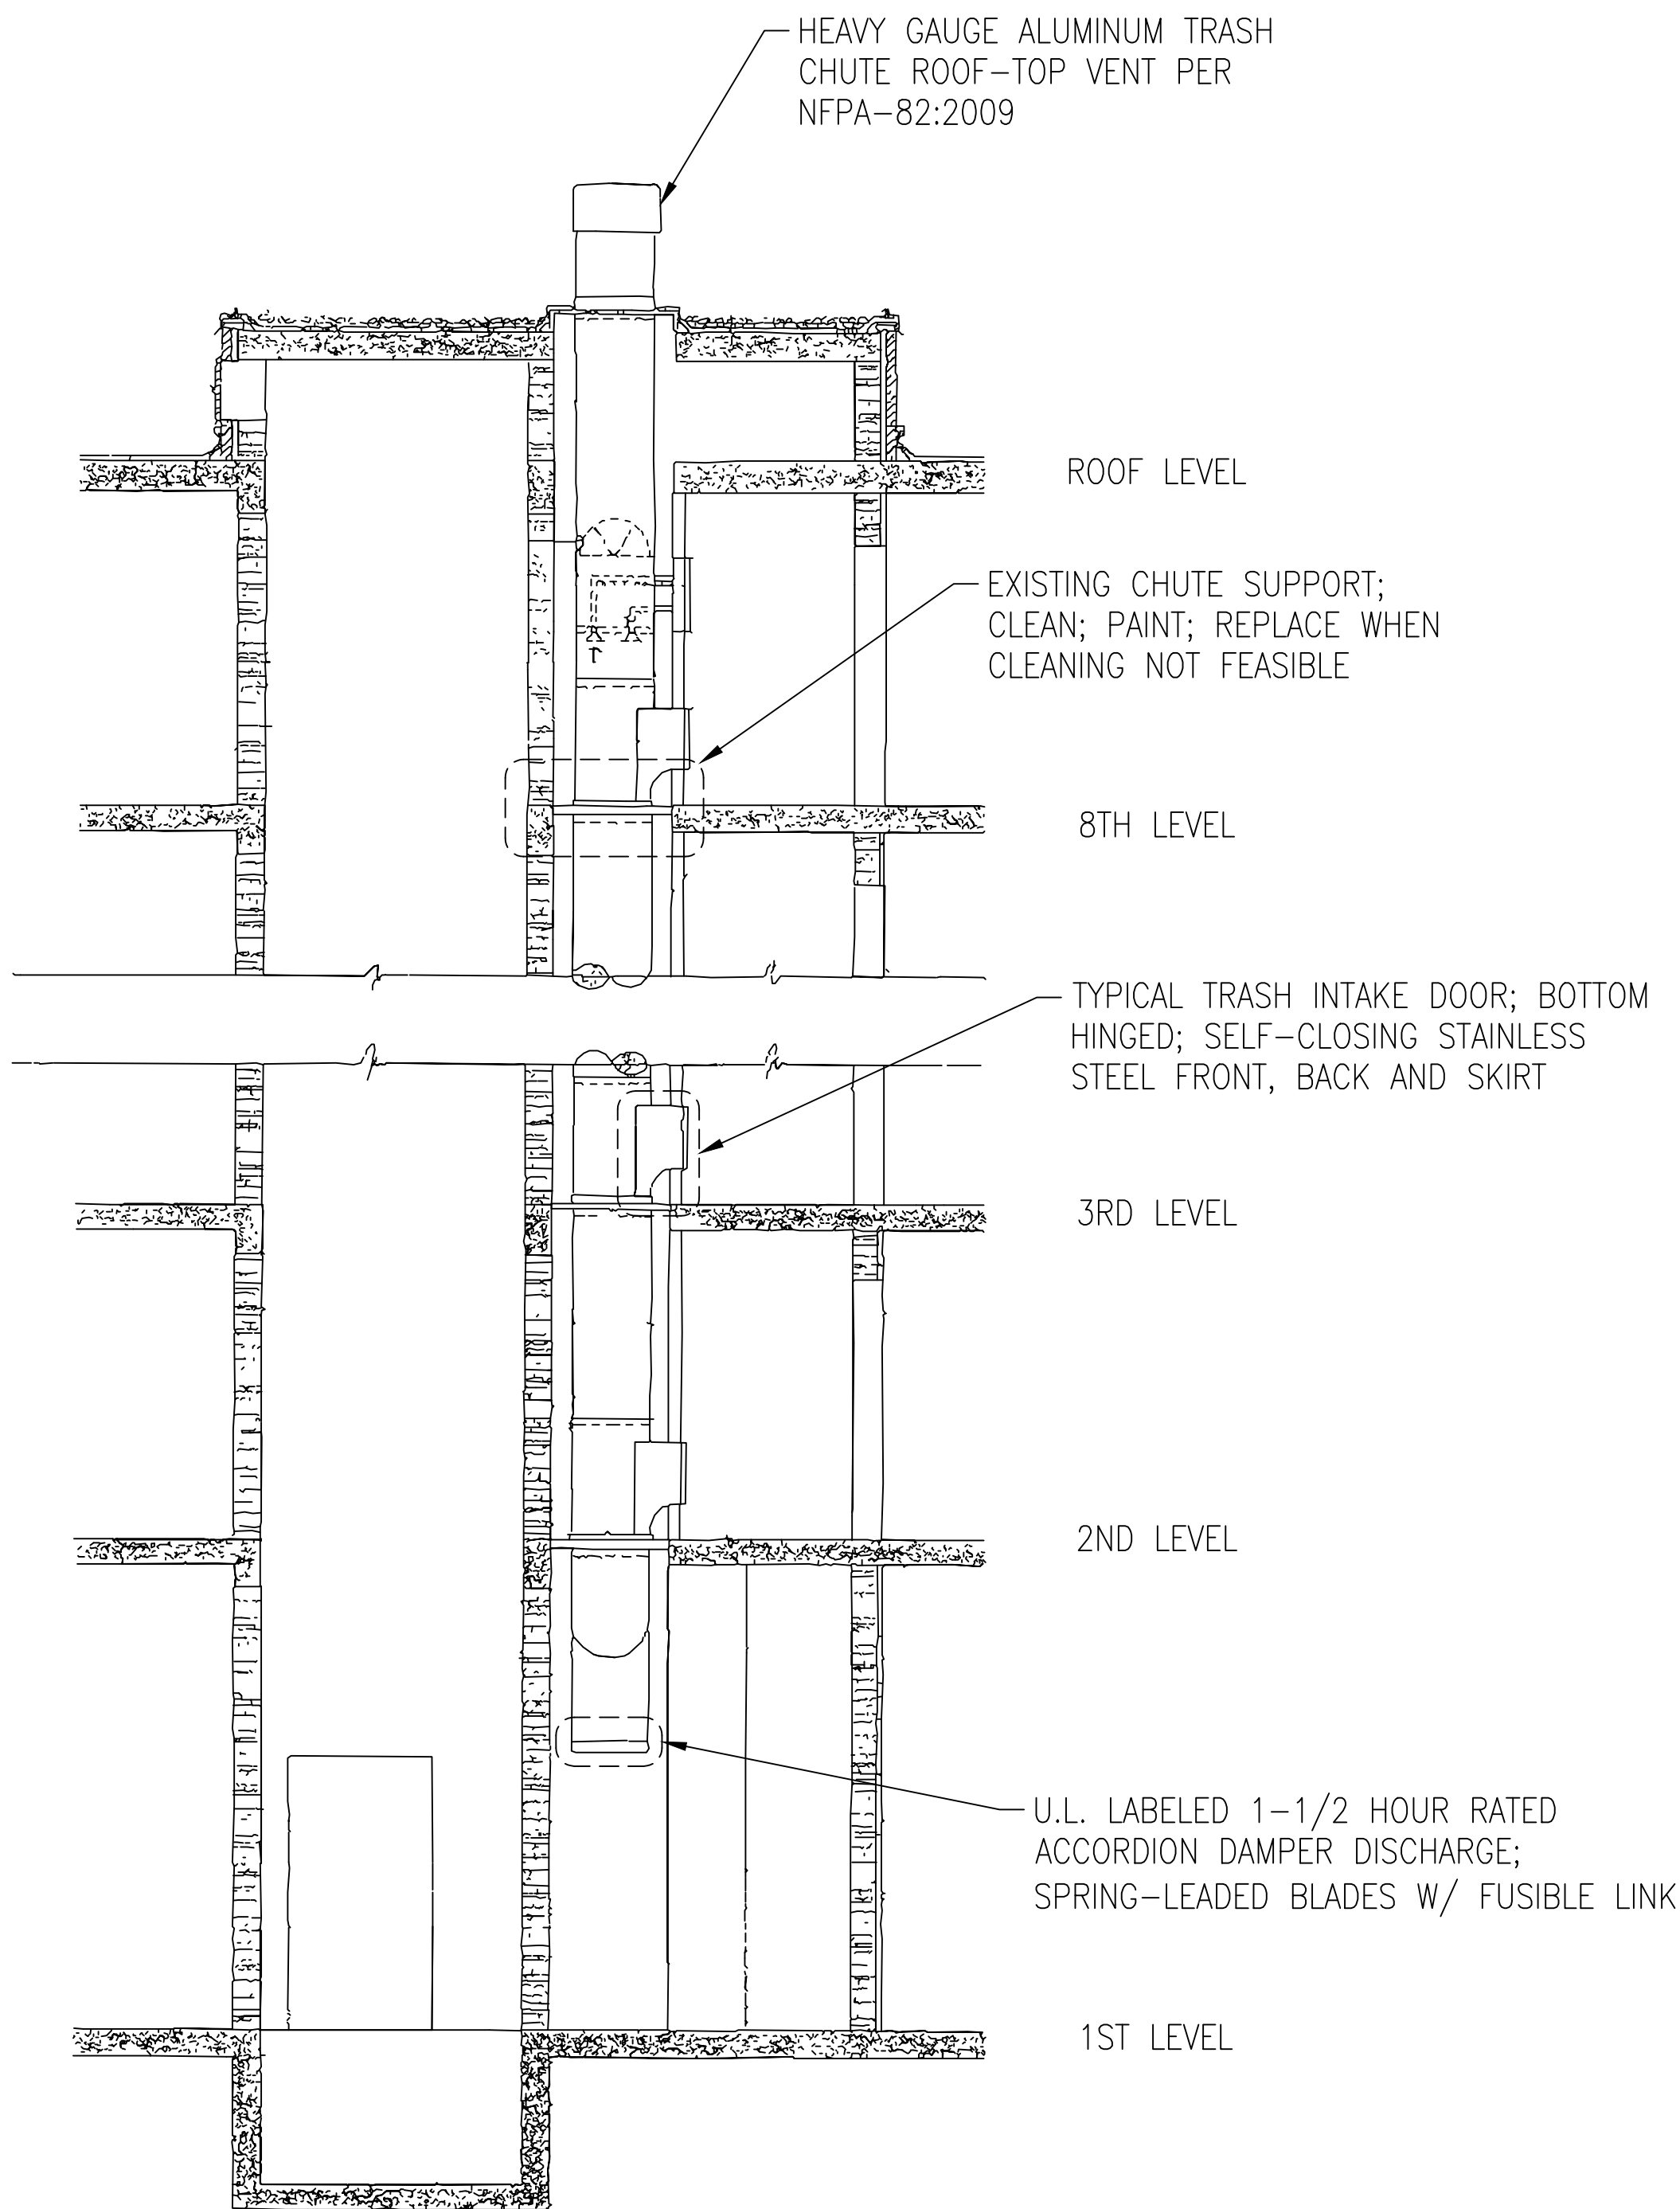 HEAVY GAUGE ALUMINUM TRASH
CHUTE ROOF-TOP VENT PER
NFPA-82:2009
ROOF LEVEL
EXISTING CHUTE SUPPORT;
CLEAN; PAINT; REPLACE WHEN
CLEANING NOT FEASIBLE
8TH LEVEL
TYPICAL TRASH INTAKE DOOR; BOTTOM
HINGED; SELF-CLOSING STAINLESS
STEEL FRONT, BACK AND SKIRT
3RD LEVEL
2ND LEVEL
U.L. LABELED 1-1/2 HOUR RATED
ACCORDION DAMPER DISCHARGE;
SPRING-LEADED BLADES W/ FUSIBLE LINK
1ST LEVEL